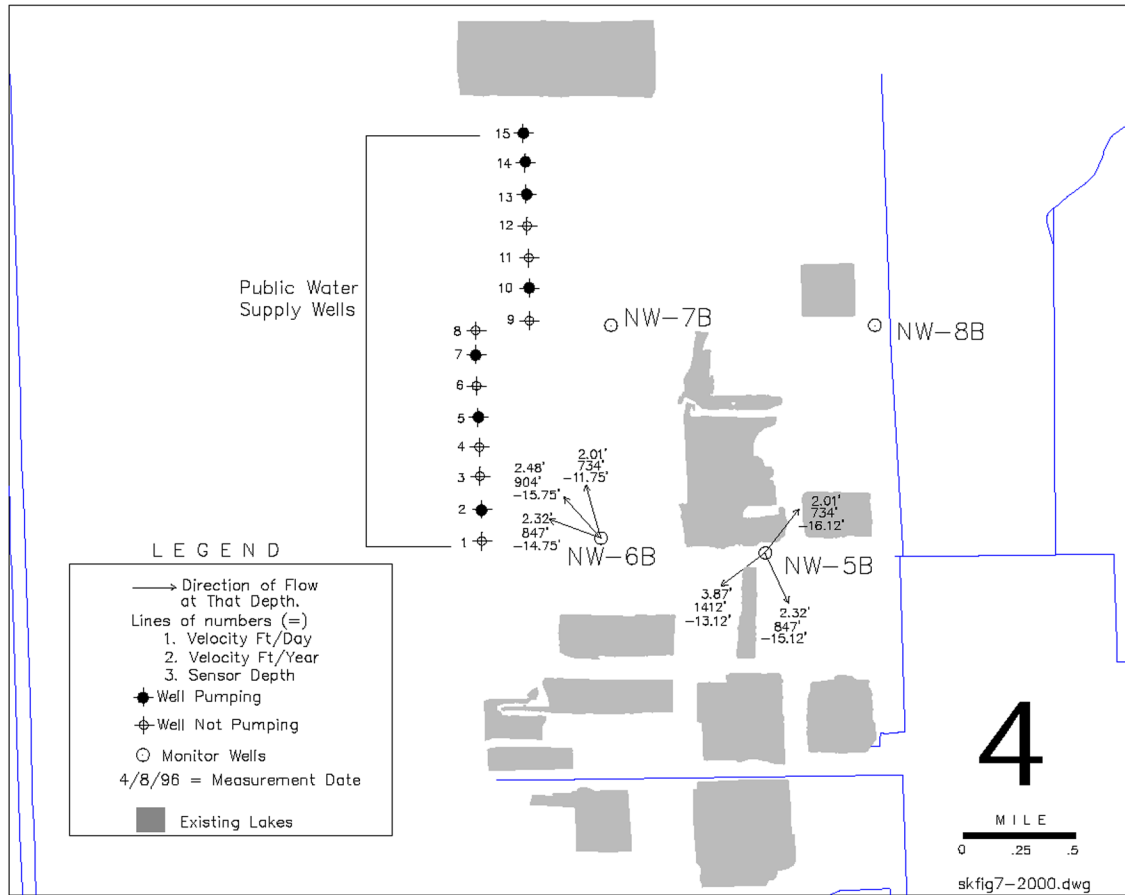 15
14
13
12
11
10
9
Public Water
Supply Wells
8
7
6
5
4
3
2
1
NW-7B
NW-8B
2.01'
734'
-11.75'
2.48'
904'
-15.75'
2.32'
847'
-14.75'
NW-6B
2.01'
734'
-16.12'
NW-5B
3.87'
1412'
-13.12'
2.32'
847'
-15.12'
LEGEND
Direction of Flow
at That Depth.
Lines of numbers (=)
1. Velocity Ft/Day
2. Velocity Ft/Year
3. Sensor Depth
Well Pumping
Well Not Pumping
Monitor Wells
4/8/96 = Measurement Date
Existing Lakes
4
MILE
0 .25 .5
skfig7-2000.dwg